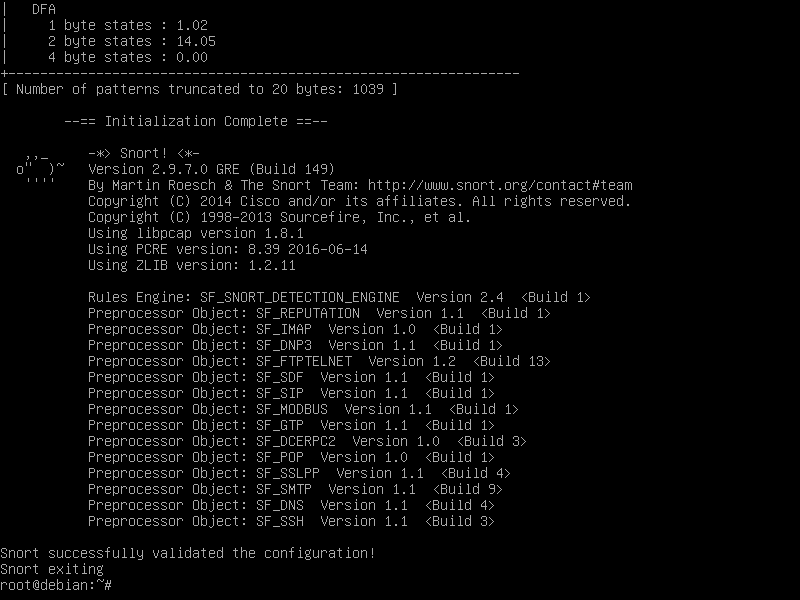 |   DFA
|     1 byte states : 1.02
|     2 byte states : 14.05
|     4 byte states : 0.00
+----------------------------------------------------------------
[ Number of patterns truncated to 20 bytes: 1039 ]

        --== Initialization Complete ==--

   ,,_     -*> Snort! <*-
  o"  )~   Version 2.9.7.0 GRE (Build 149)
   ''''    By Martin Roesch & The Snort Team: http://www.snort.org/contact#team
           Copyright (C) 2014 Cisco and/or its affiliates. All rights reserved.
           Copyright (C) 1998-2013 Sourcefire, Inc., et al.
           Using libpcap version 1.8.1
           Using PCRE version: 8.39 2016-06-14
           Using ZLIB version: 1.2.11

           Rules Engine: SF_SNORT_DETECTION_ENGINE  Version 2.4  <Build 1>
           Preprocessor Object: SF_REPUTATION  Version 1.1  <Build 1>
           Preprocessor Object: SF_IMAP  Version 1.0  <Build 1>
           Preprocessor Object: SF_DNP3  Version 1.1  <Build 1>
           Preprocessor Object: SF_FTPTELNET  Version 1.2  <Build 13>
           Preprocessor Object: SF_SDF  Version 1.1  <Build 1>
           Preprocessor Object: SF_SIP  Version 1.1  <Build 1>
           Preprocessor Object: SF_MODBUS  Version 1.1  <Build 1>
           Preprocessor Object: SF_GTP  Version 1.1  <Build 1>
           Preprocessor Object: SF_DCERPC2  Version 1.0  <Build 3>
           Preprocessor Object: SF_POP  Version 1.0  <Build 1>
           Preprocessor Object: SF_SSLPP  Version 1.1  <Build 4>
           Preprocessor Object: SF_SMTP  Version 1.1  <Build 9>
           Preprocessor Object: SF_DNS  Version 1.1  <Build 4>
           Preprocessor Object: SF_SSH  Version 1.1  <Build 3>

Snort successfully validated the configuration!
Snort exiting
root@debian:~#